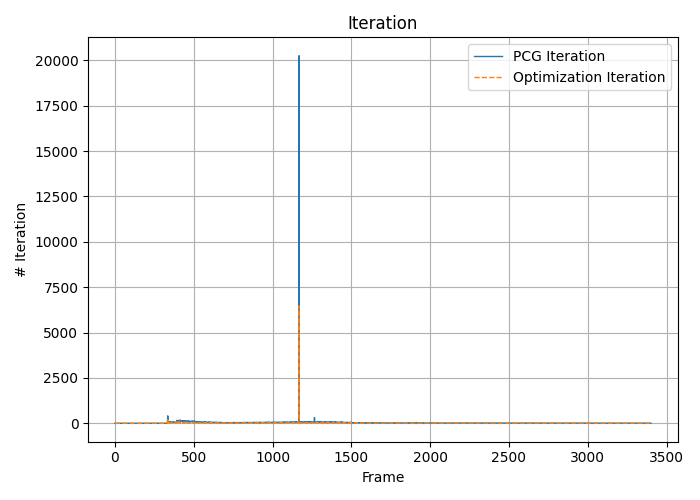 Iteration
PCG Iteration
Optimization Iteration
# Iteration
20000
17500
15000
12500
10000
7500
5000
2500
0
0 500 1000 1500 2000 2500 3000 3500
Frame